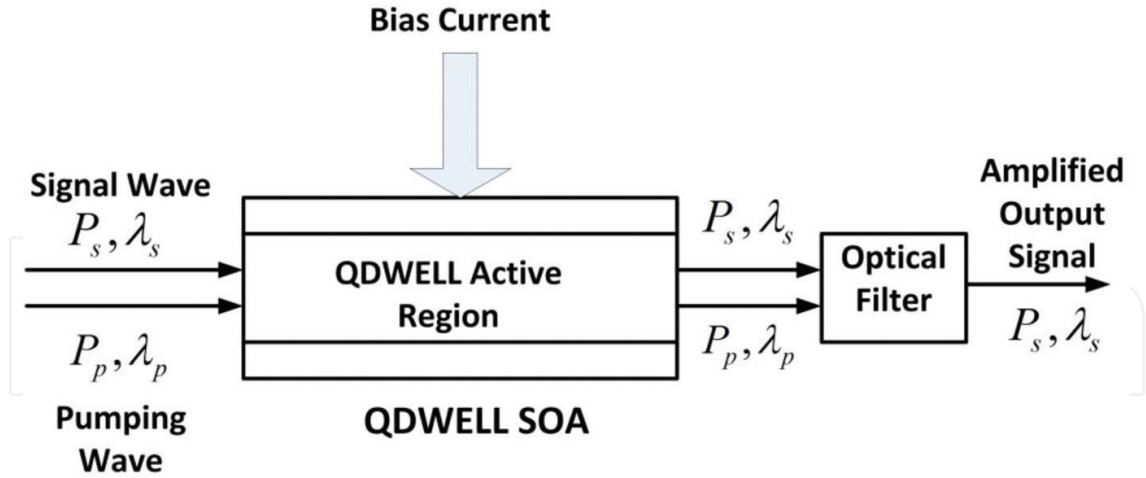 Bias Current
Signal Wave
P_s, λ_s
P_p, λ_p
Pumping
Wave
QDWELL Active
Region
QDWELL SOA
P_s, λ_s
P_p, λ_p
Optical
Filter
Amplified
Output
Signal
P_s, λ_s